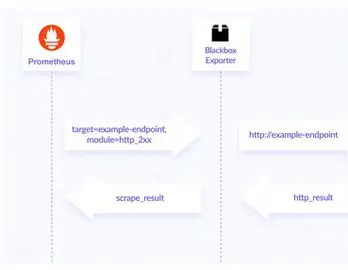 Prometheus
Blackbox
Exporter
target=example-endpoint,
module=http_2xx
http://example-endpoint
scrape_result
http_result